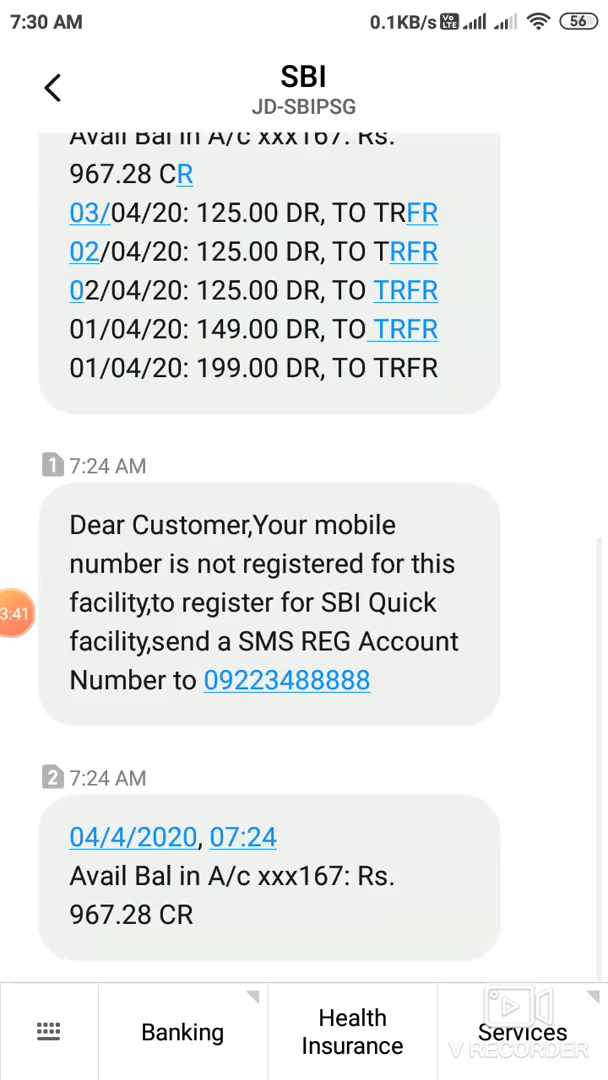 7:30 AM
0.1KB/s Vo LTE 56
SBI
JD-SBIPSG
Avail Bal in A/c xxx167: Rs.
967.28 CR
03/04/20: 125.00 DR, TO TRFR
02/04/20: 125.00 DR, TO TRFR
02/04/20: 125.00 DR, TO TRFR
01/04/20: 149.00 DR, TO TRFR
01/04/20: 199.00 DR, TO TRFR
1 7:24 AM
Dear Customer,Your mobile
number is not registered for this
facility,to register for SBI Quick
3:41
facility,send a SMS REG Account
Number to 09223488888
2 7:24 AM
04/4/2020, 07:24
Avail Bal in A/c xxx167: Rs.
967.28 CR
Banking
Health
Insurance
Services
V RECORDER